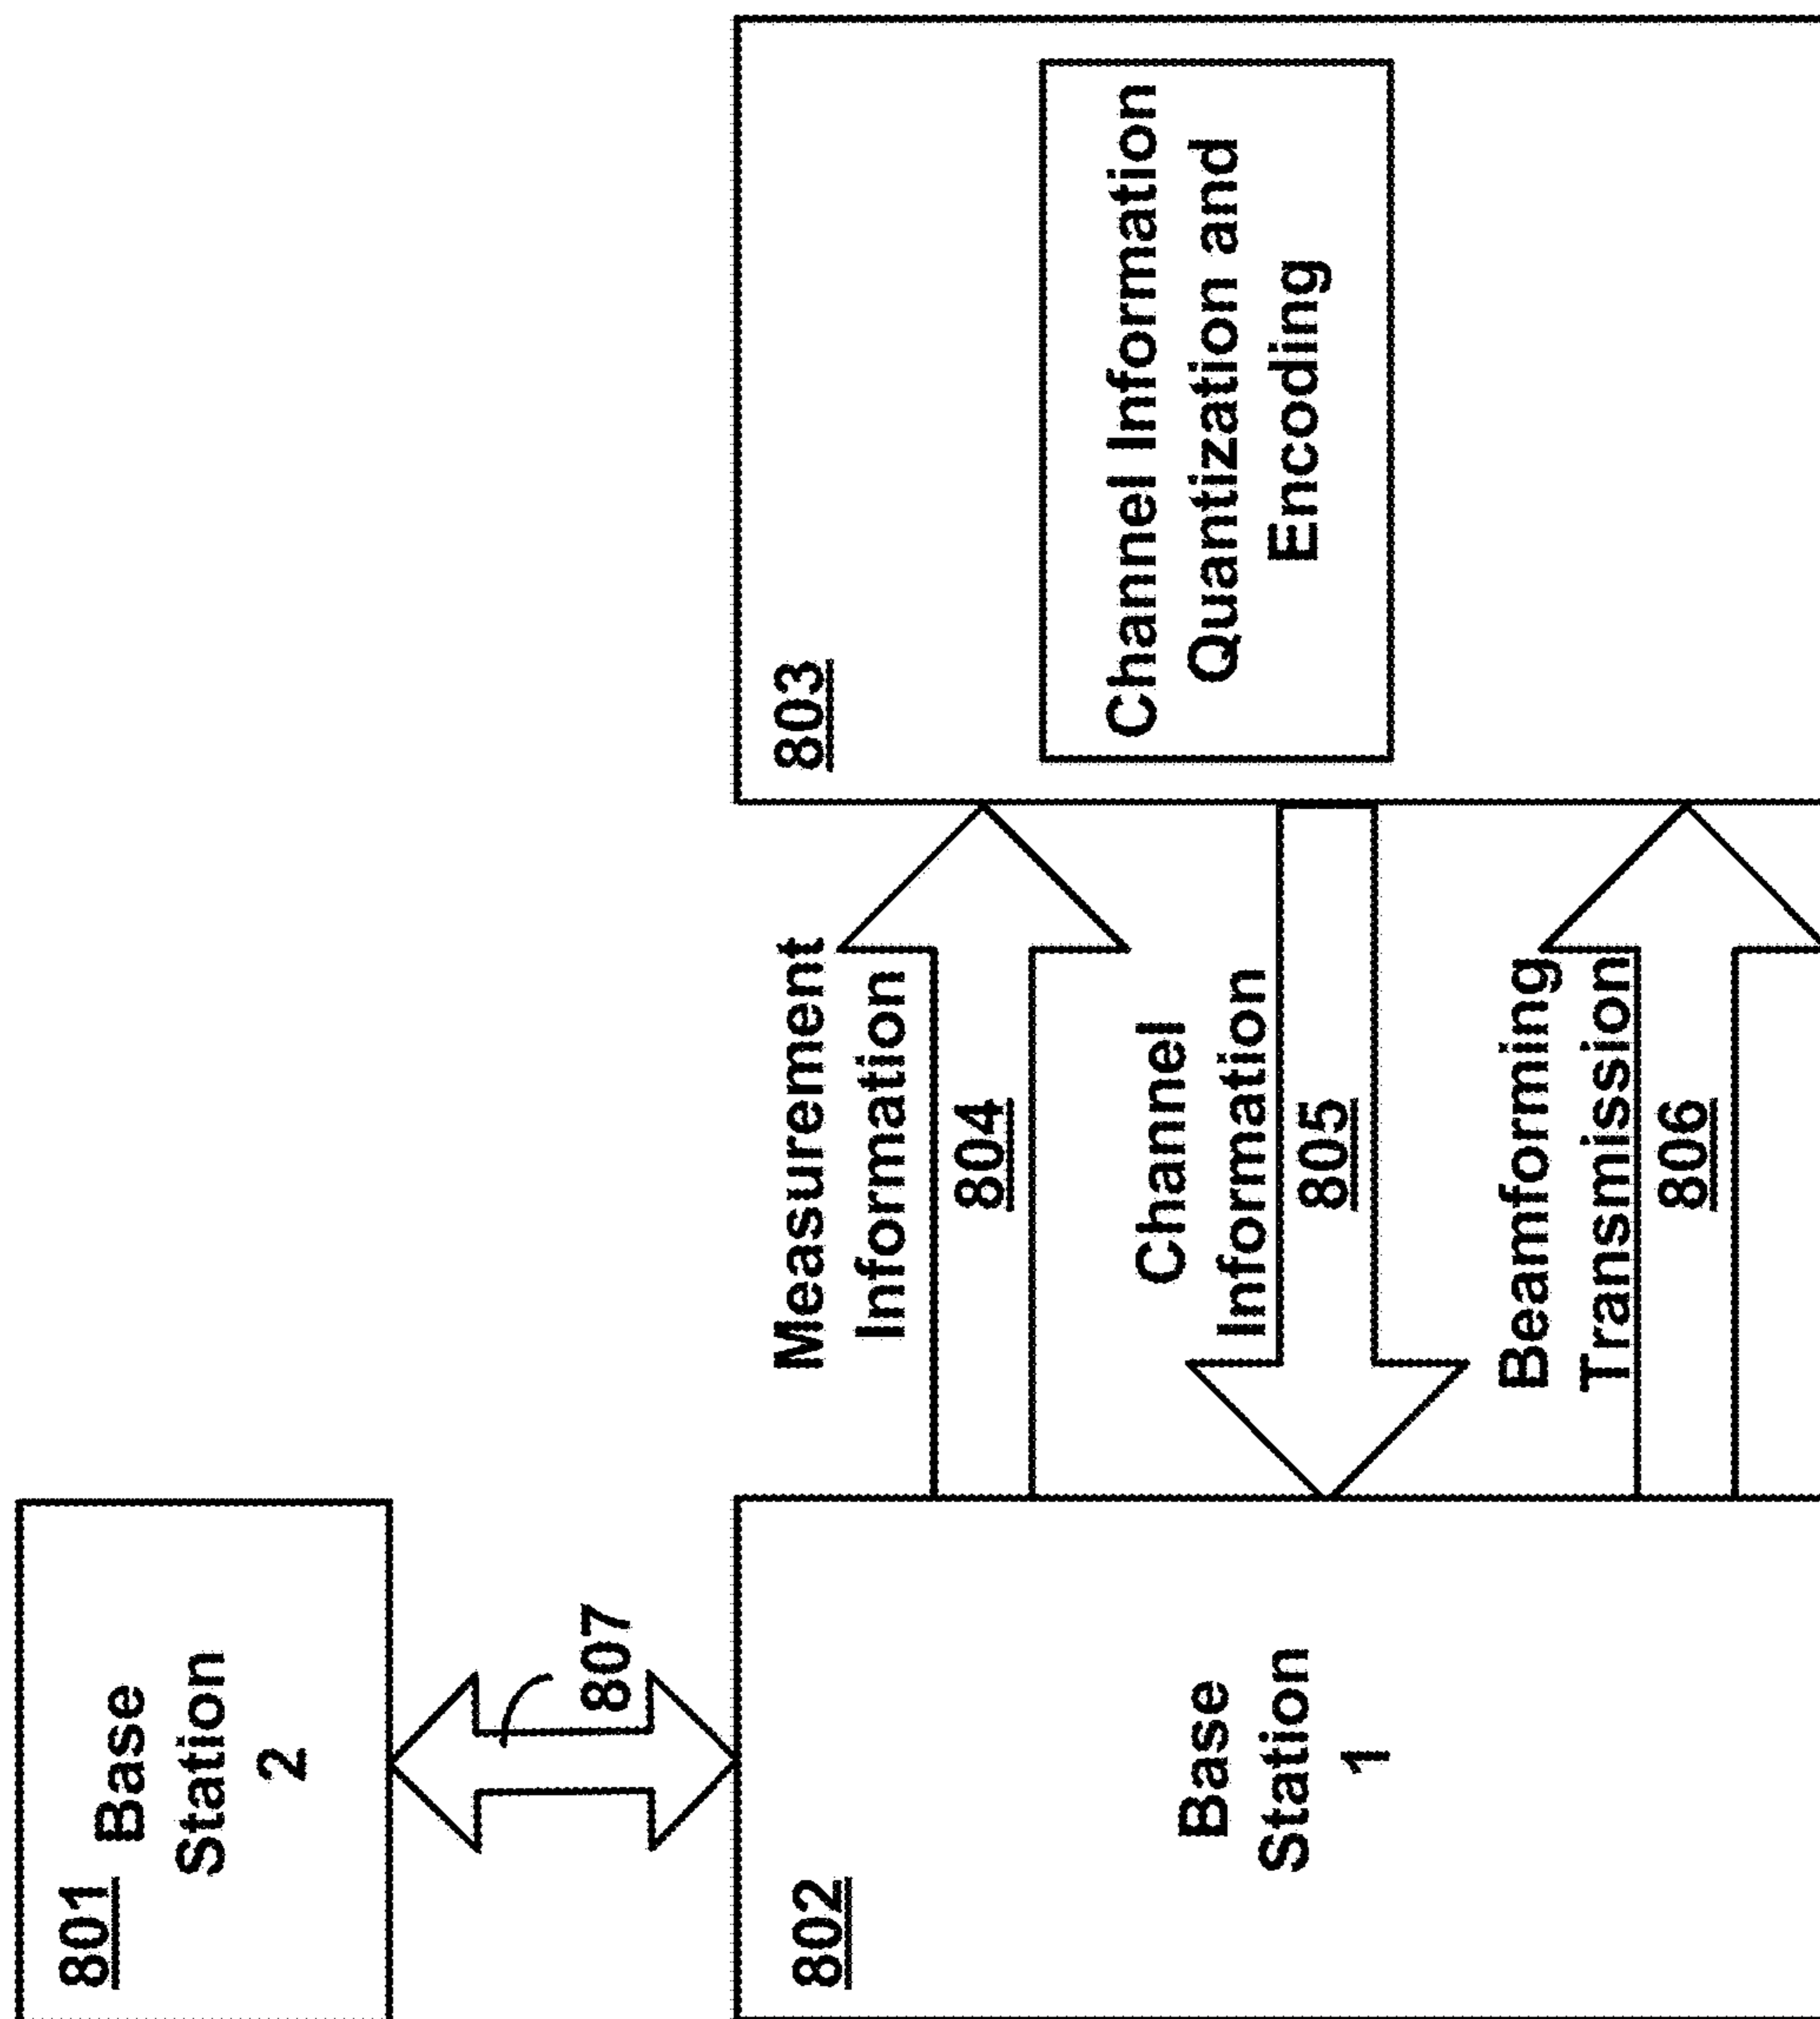 801
Base
Station
2
807
802
Base
Station
1
Measurement
Information
804
Channel
Information
805
Beamforming
Transmission
806
803
Channel Information
Quantization and
Encoding